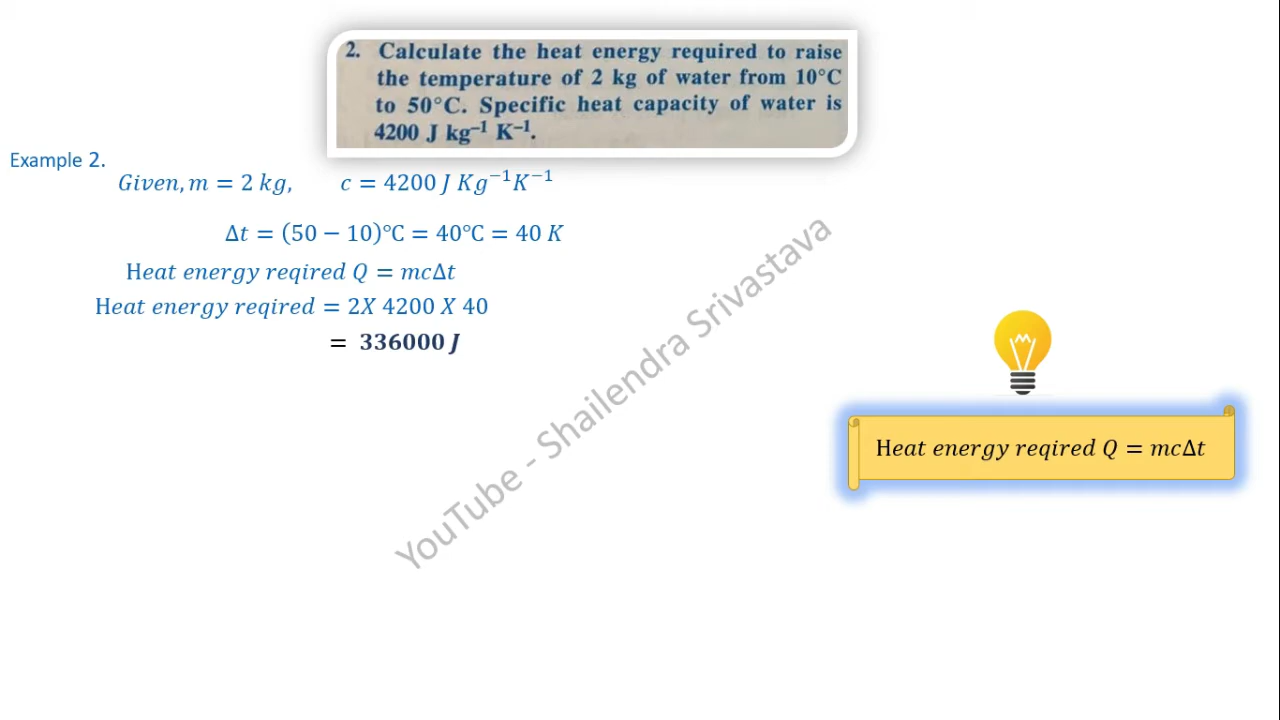 2. Calculate the heat energy required to raise
the temperature of 2 kg of water from 10°C
to 50°C. Specific heat capacity of water is
4200 J kg⁻¹ K⁻¹.
Example 2.
Given, m = 2 kg, c = 4200 J Kg⁻¹K⁻¹
Δt = (50 − 10)°C = 40°C = 40 K
Heat energy reqired Q = mcΔt
Heat energy reqired = 2X 4200 X 40
= 336000 J
YouTube - Shailendra Srivastava
Heat energy reqired Q = mcΔt